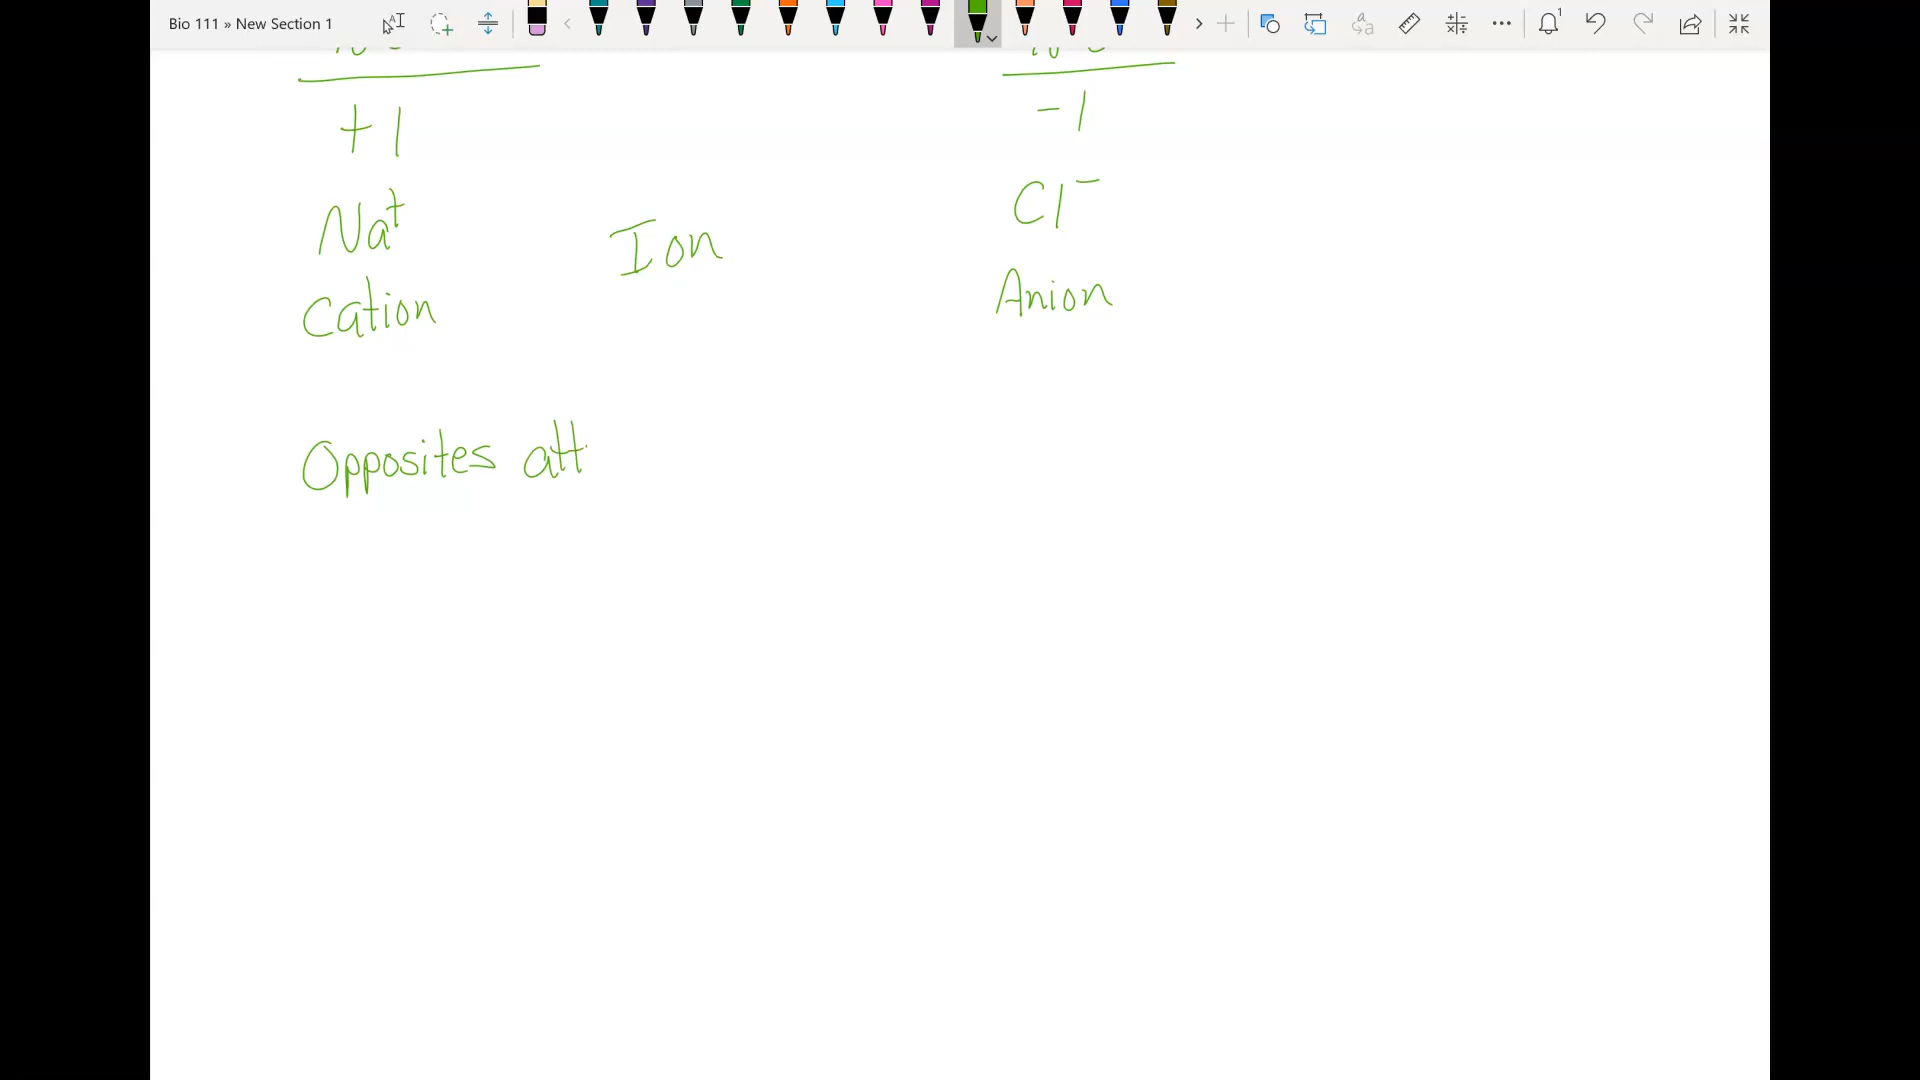 Bio 111 » New Section 1
+1
-1
Na+
Cl-
Ion
Cation
Anion
Opposites att